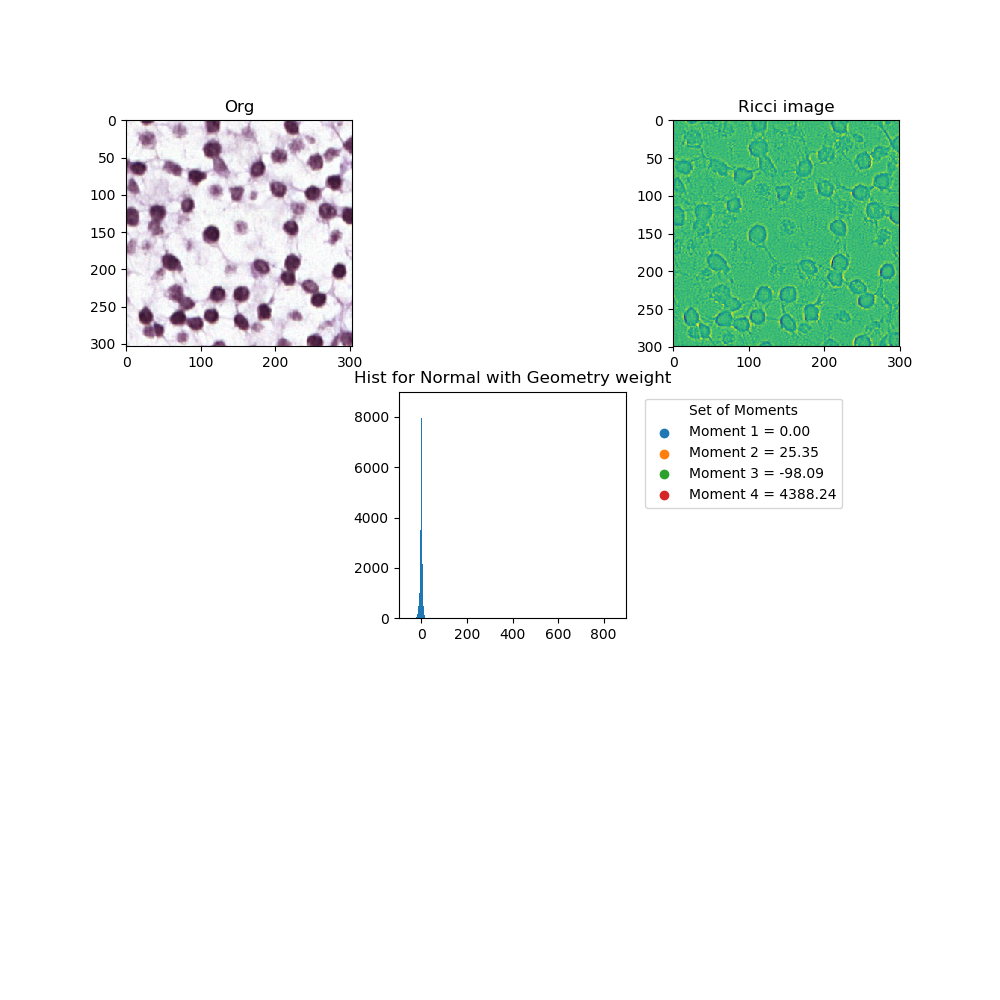 Org
0
50
100
150
200
250
300
0 100 200 300
Ricci image
0
50
100
150
200
250
300
0 100 200 300
Hist for Normal with Geometry weight
8000
6000
4000
2000
0
0 200 400 600 800
Set of Moments
Moment 1 = 0.00
Moment 2 = 25.35
Moment 3 = -98.09
Moment 4 = 4388.24